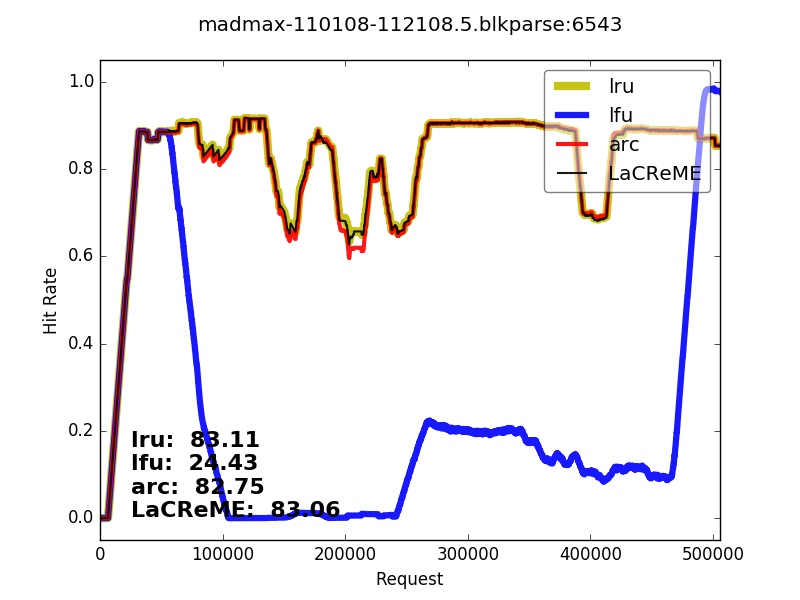 madmax-110108-112108.5.blkparse:6543
1.0
0.8
0.6
0.4
0.2
0.0
Hit Rate
lru
lfu
arc
LaCReME
lru:  83.11
lfu:  24.43
arc:  82.75
LaCReME:  83.06
0 100000 200000 300000 400000 500000
Request